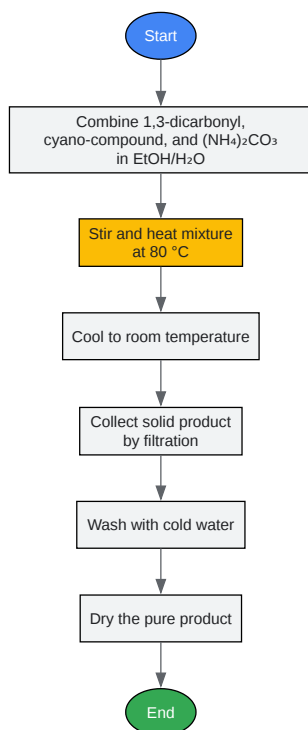 Start
Combine 1,3-dicarbonyl,
cyano-compound, and (NH₄)₂CO₃
in EtOH/H₂O
Stir and heat mixture
at 80 °C
Cool to room temperature
Collect solid product
by filtration
Wash with cold water
Dry the pure product
End